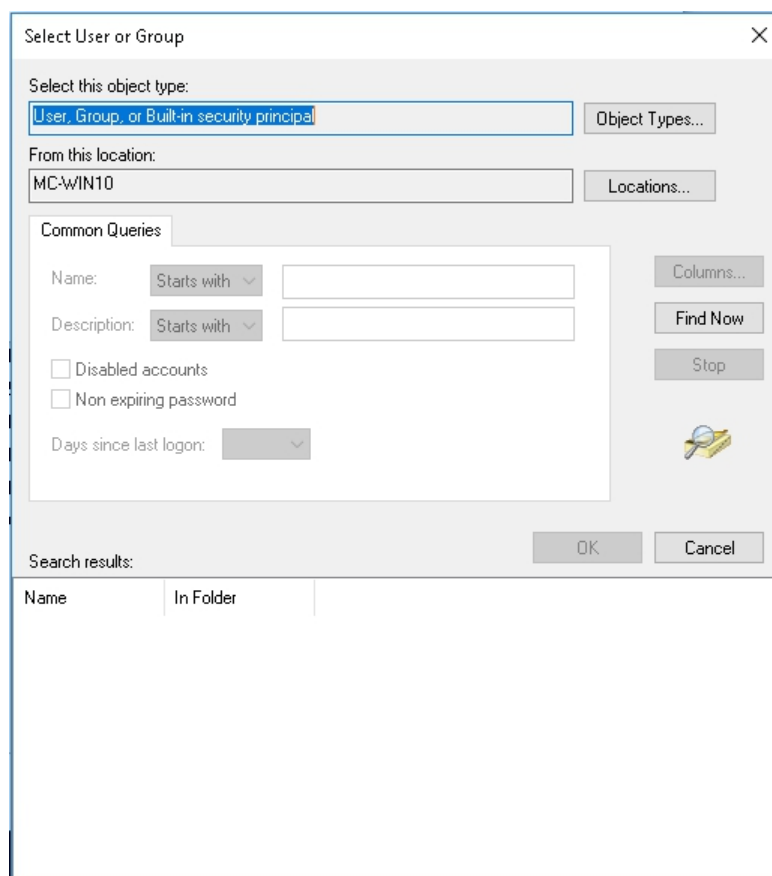 Select User or Group
Select this object type:
User, Group, or Built-in security principal
Object Types...
From this location:
MC-WIN10
Locations...
Common Queries
Name:
Starts with
Columns...
Description:
Starts with
Find Now
Disabled accounts
Stop
Non expiring password
Days since last logon:
OK
Cancel
Search results:
Name
In Folder